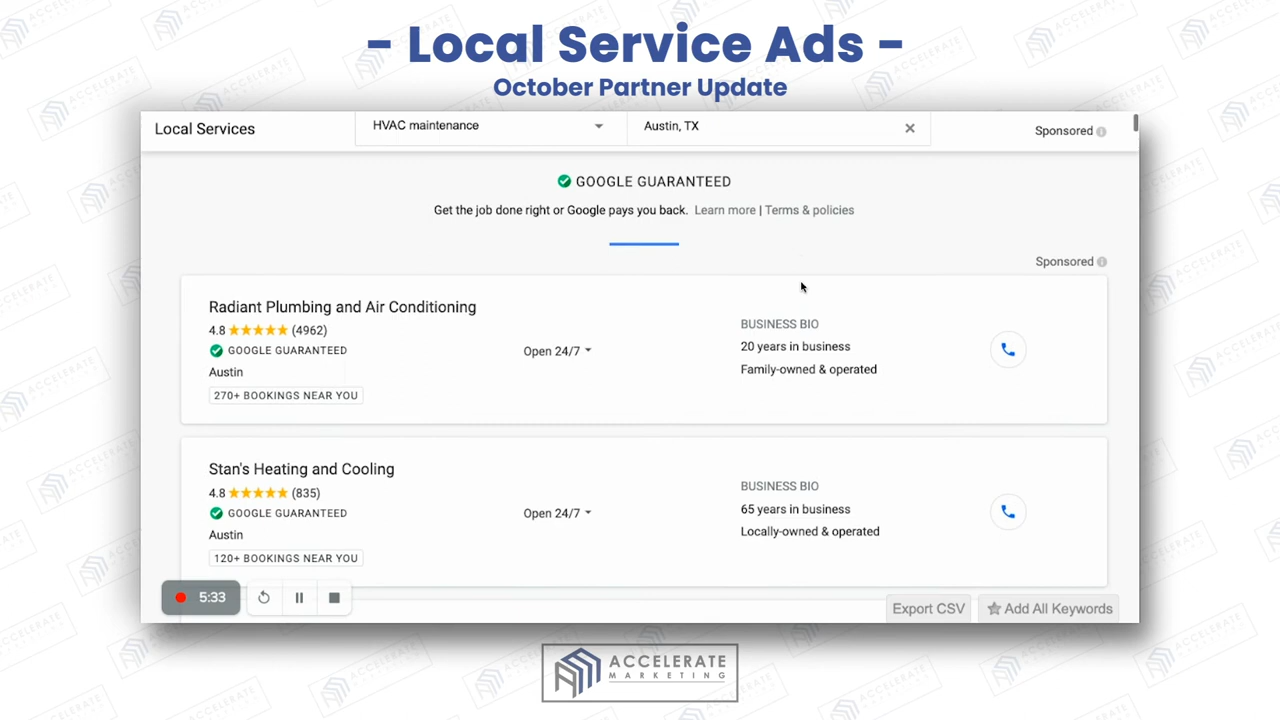 - Local Service Ads -
October Partner Update
Local Services
HVAC maintenance
Austin, TX
Sponsored
GOOGLE GUARANTEED
Get the job done right or Google pays you back. Learn more | Terms & policies
Sponsored
Radiant Plumbing and Air Conditioning
4.8 (4962)
GOOGLE GUARANTEED
Austin
270+ BOOKINGS NEAR YOU
Open 24/7
BUSINESS BIO
20 years in business
Family-owned & operated
Stan's Heating and Cooling
4.8 (835)
GOOGLE GUARANTEED
Austin
120+ BOOKINGS NEAR YOU
Open 24/7
BUSINESS BIO
65 years in business
Locally-owned & operated
5:33
Export CSV
Add All Keywords
ACCELERATE
MARKETING